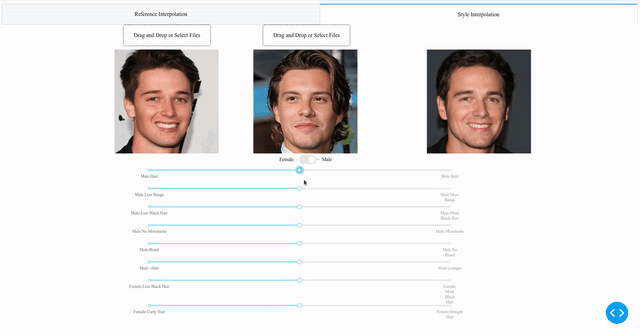 Reference Interpolation
Style Interpolation
Drag and Drop or Select Files
Drag and Drop or Select Files
Female
Male
Male:Hair
Male:Bald
Male:Less Bangs
Male:More
Bangs
Male:Less Black Hair
Male:More
Black Hair
Male:No Moustache
Male:Moustache
Male:Beard
Male:No
Beard
Male: older
Male:younger
Female:Less Black Hair
Female:
More
Black
Hair
Female:Curly Hair
Female:Straight
Hair